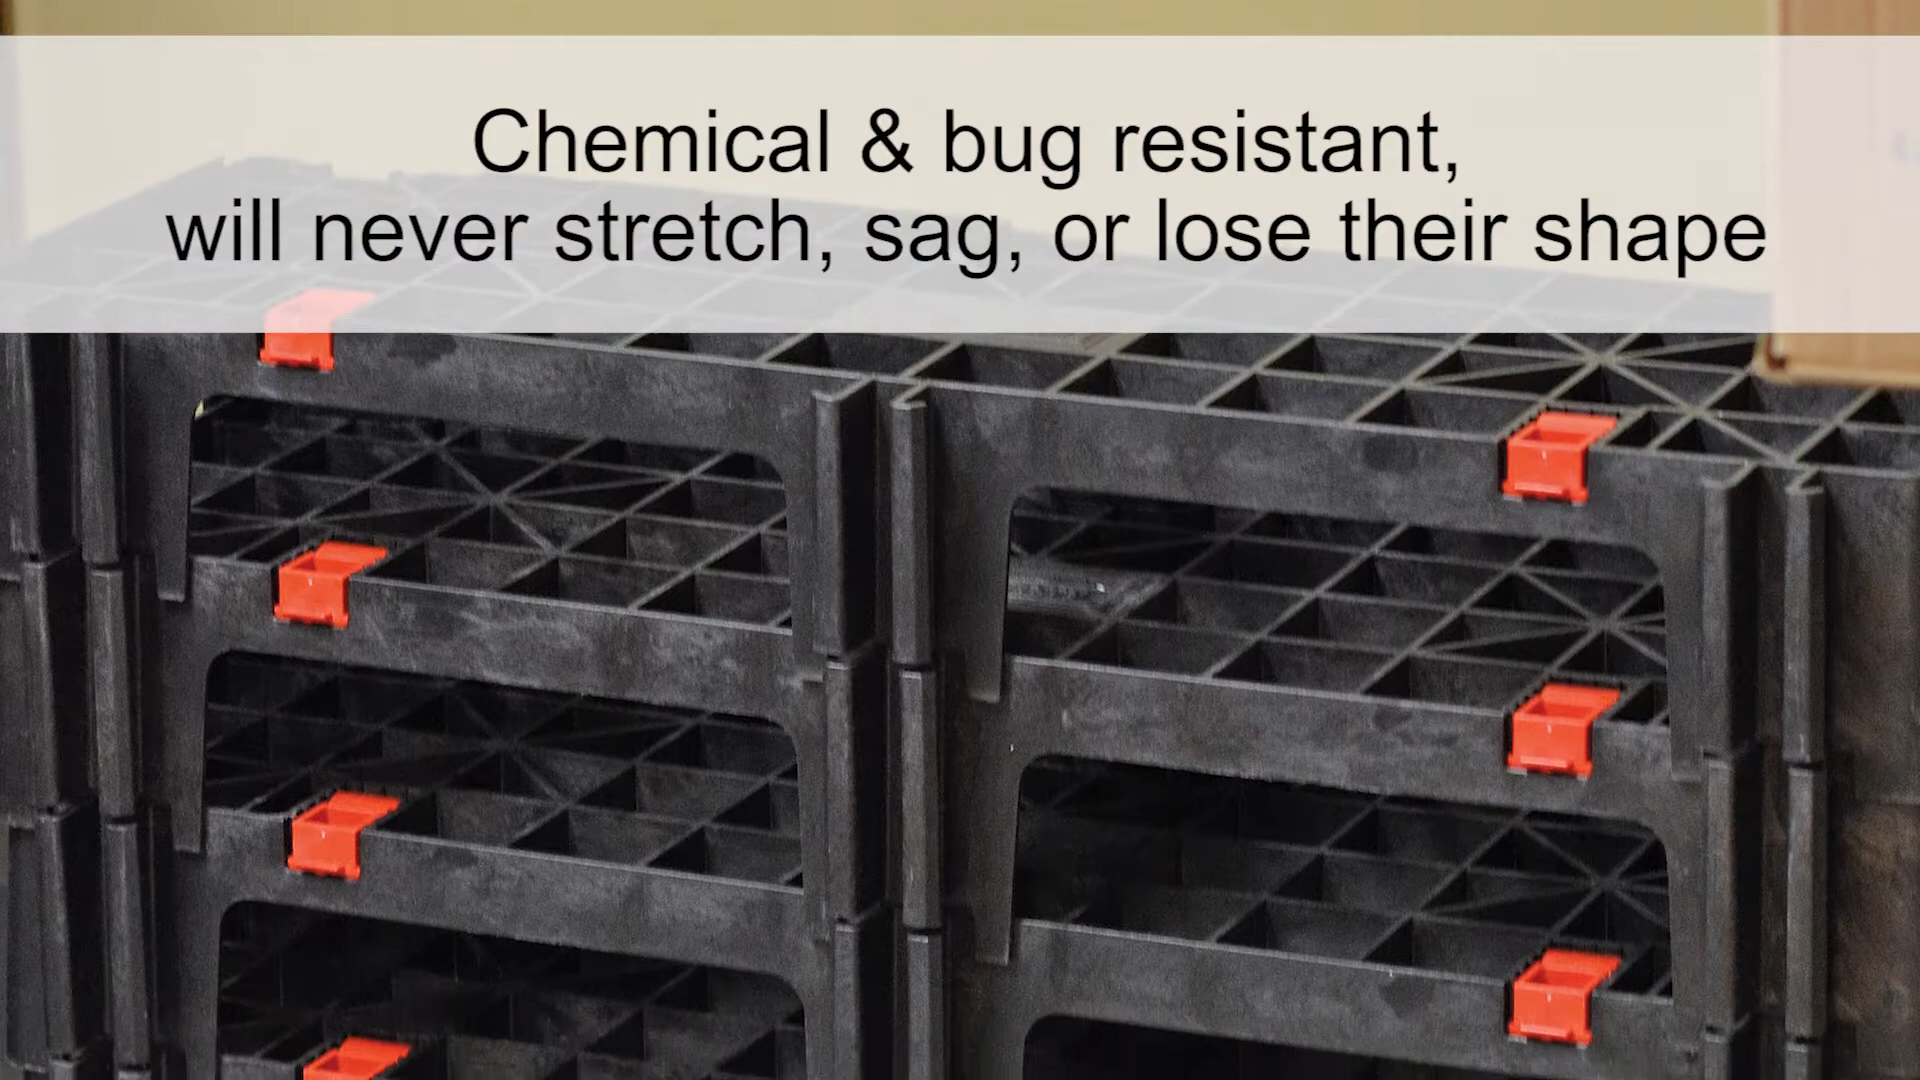 Chemical & bug resistant,
will never stretch, sag, or lose their shape